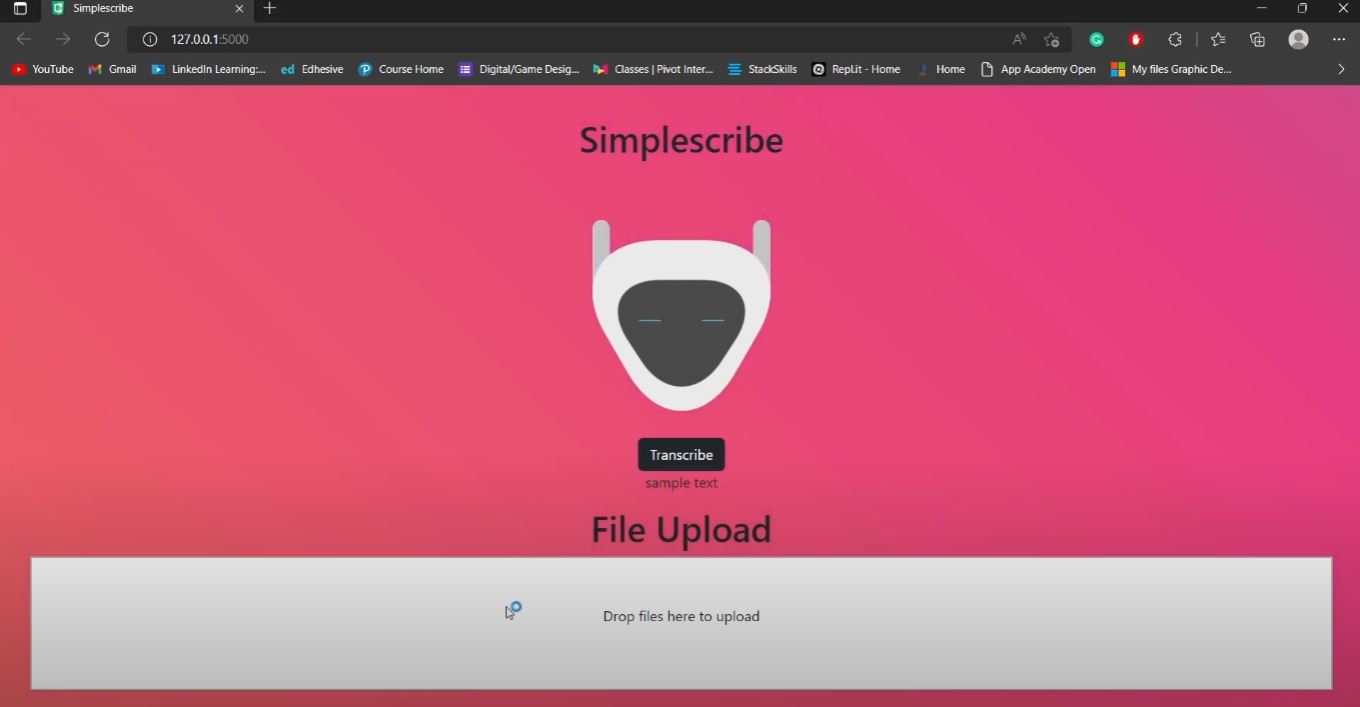 Simplescribe
127.0.0.1:5000
YouTube
Gmail
LinkedIn Learning:...
Edhesive
Course Home
Digital/Game Desig...
Classes | Pivot Inter...
StackSkills
Repl.it - Home
Home
App Academy Open
My files Graphic De...
Simplescribe
Transcribe
sample text
File Upload
Drop files here to upload